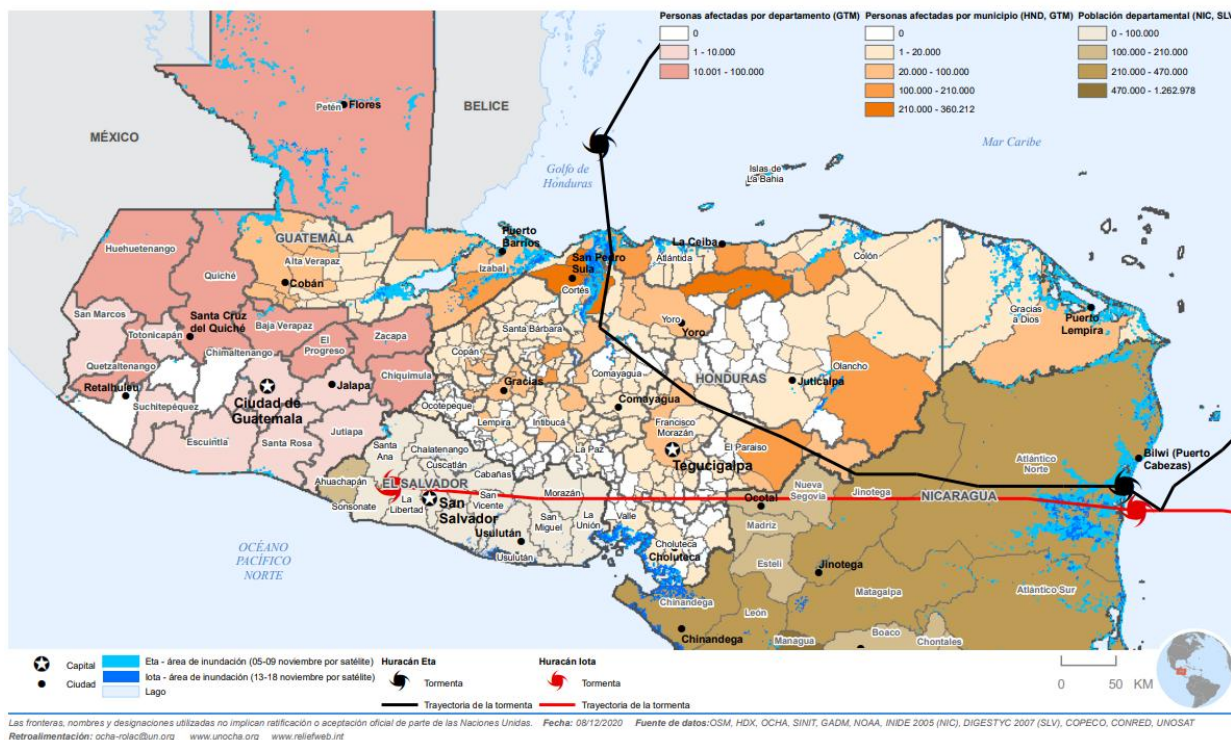 Personas afectadas por departamento (GTM)
0
1 - 10.000
10.001 - 100.000
Personas afectadas por municipio (HND, GTM)
0
1 - 20.000
20.000 - 100.000
100.000 - 210.000
210.000 - 360.212
Población departamental (NIC, SLV
0 - 100.000
100.000 - 210.000
210.000 - 470.000
470.000 - 1.262.978
MÉXICO
BELICE
Petén
Flores
Golfo de
Honduras
Mar Caribe
Islas de
La Bahia
Huehuetenango
GUATEMALA
Alta Verapaz
Quiché
Cobán
Puerto
Barrios
Izabal
San Pedro
Sula
Cortés
La Ceiba
Atlántida
Colón
Gracias
a Dios
Puerto
Lempira
San Marcos
Totonicapán
Santa Cruz
del Quiché
Baja Verapaz
Zacapa
El
Progreso
Chimaltenango
Quetzaltenango
Retalhuleu
Suchitepéquez
Ciudad de
Guatemala
Jalapa
Chiquimula
Escuintla
Santa Rosa
Jutiapa
Santa Bárbara
Copán
Yoro
Yoro
Gracias
Ocotepeque
Lempira
Intibucá
Comayagua
Comayagua
HONDURAS
Juticalpa
Olancho
Francisco
Morazán
La Paz
El Paraiso
Tegucigalpa
Santa
Ana
Chalatenango
Cuscatlán
Cabañas
Ahuachapán
EL SALVADOR
Sonsonate
La
Libertad
San
Salvador
San
Vicente
Morazán
San
Miguel
La
Unión
Usulután
Usulután
Valle
Choluteca
Choluteca
Nueva
Segovia
Ocotal
Madríz
Jinotega
NICARAGUA
Atlántico
Norte
Bilwi (Puerto
Cabezas)
Estelí
Jinotega
Matagalpa
Atlántico Sur
Chinandega
León
Chinandega
Managua
Boaco
Chontales
OCÉANO
PACÍFICO
NORTE
Capital
Ciudad
Eta - área de inundación (05-09 noviembre por satélite)
Iota - área de inundación (13-18 noviembre por satélite)
Lago
Huracán Eta
Tormenta
Trayectoria de la tormenta
Huracán Iota
Tormenta
Trayectoria de la tormenta
0 50 KM
Las fronteras, nombres y designaciones utilizadas no implican ratificación o aceptación oficial de parte de las Naciones Unidas. Fecha: 08/12/2020 Fuente de datos:OSM, HDX, OCHA, SINIT, GADM, NOAA, INIDE 2005 (NIC), DIGESTYC 2007 (SLV), COPECO, CONRED, UNOSAT
Retroalimentación: ocha-rolac@un.org www.unocha.org www.reliefweb.int